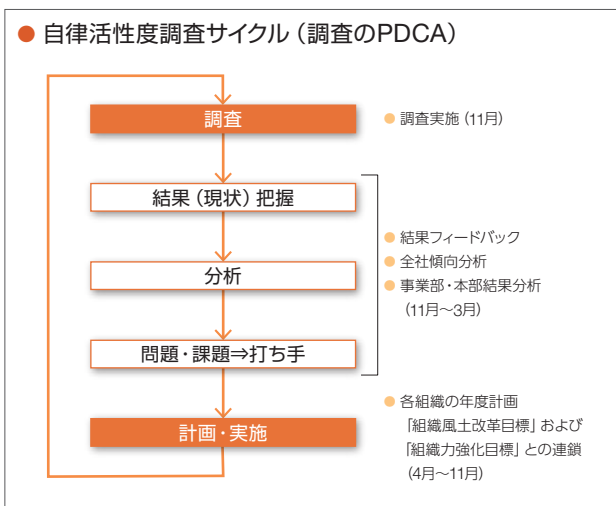 ● 自律活性度調査サイクル（調査のPDCA）
調査
● 調査実施（11月）
結果（現状）把握
分析
問題・課題⇒打ち手
● 結果フィードバック
● 全社傾向分析
● 事業部・本部結果分析
（11月〜3月）
計画・実施
● 各組織の年度計画
「組織風土改革目標」および
「組織力強化目標」との連鎖
（4月〜11月）